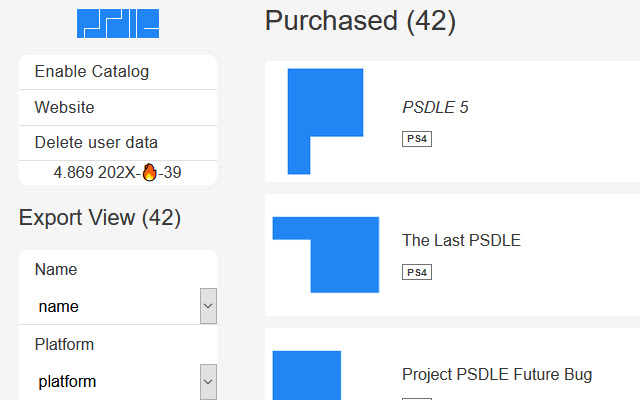 PSDLE
Enable Catalog
Website
Delete user data
4.869 202X-🔥-39
Export View (42)
Name
name
Platform
platform
Purchased (42)
PSDLE 5
PS4
The Last PSDLE
PS4
Project PSDLE Future Bug